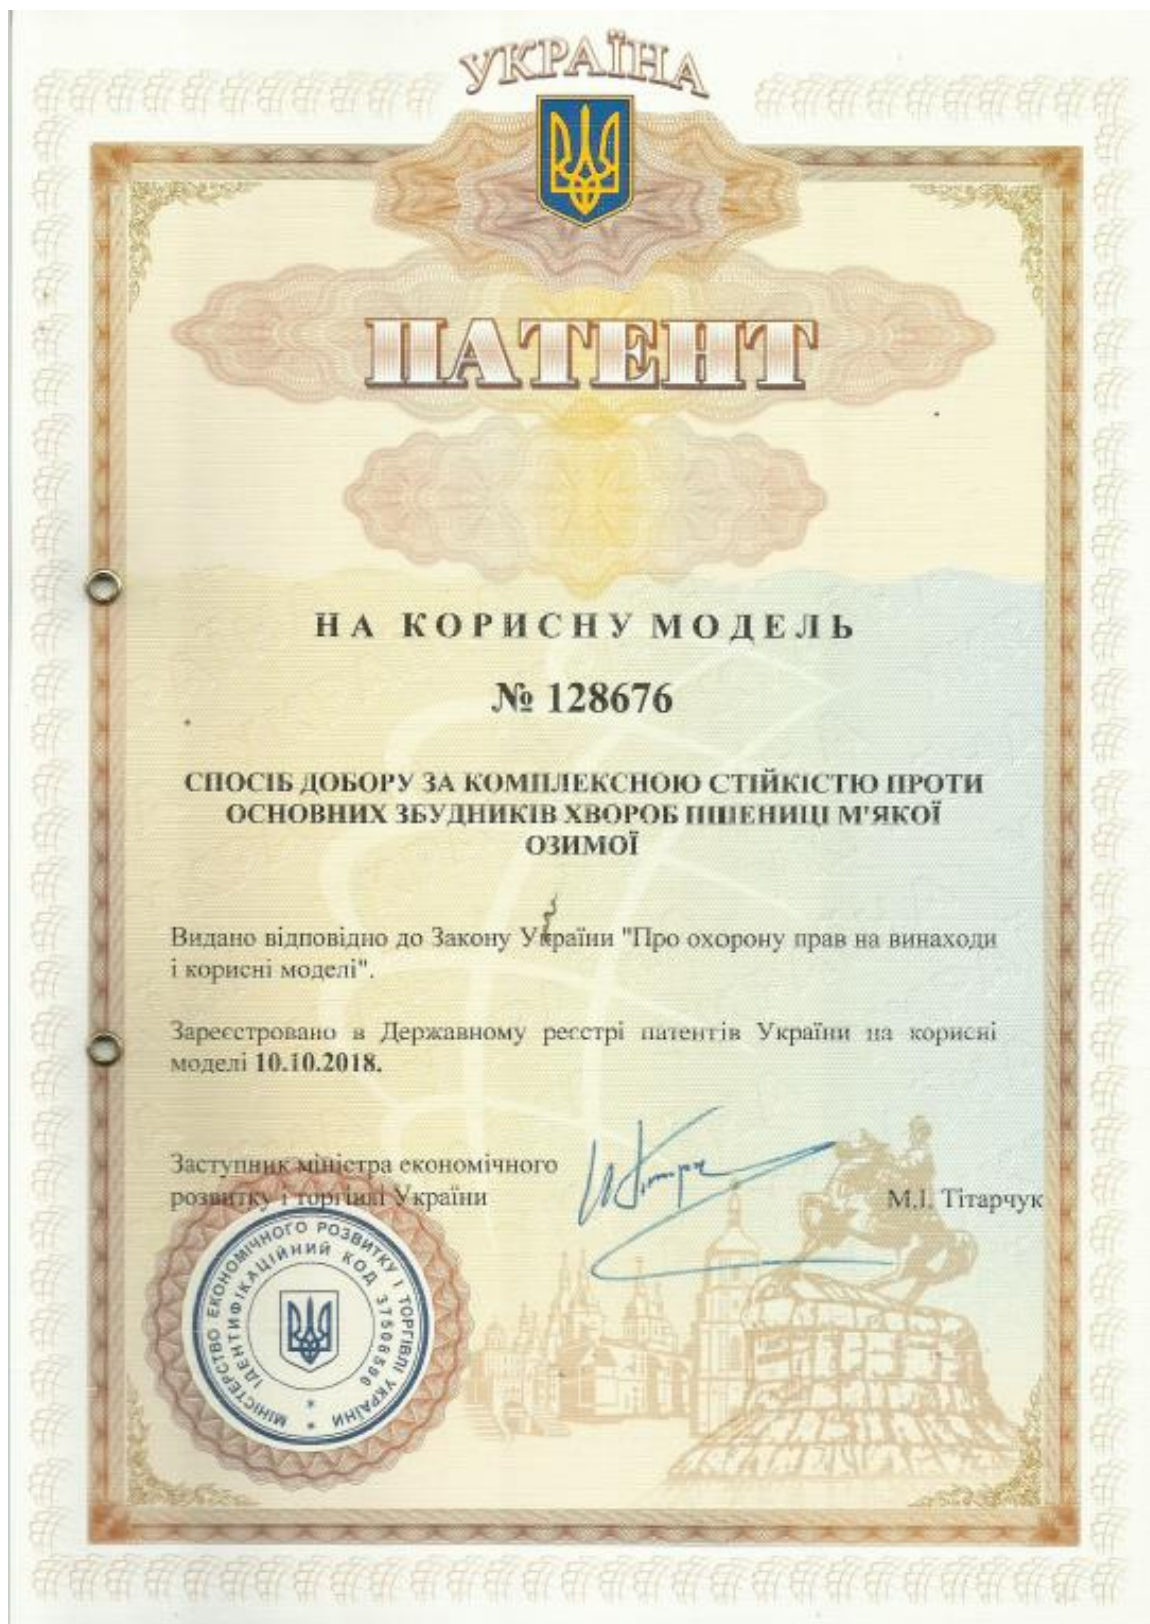 УКРАЇНА
ПАТЕНТ
НА КОРИСНУ МОДЕЛЬ
№ 128676
СПОСІБ ДОБОРУ ЗА КОМПЛЕКСНОЮ СТІЙКІСТЮ ПРОТИ
ОСНОВНИХ ЗБУДНИКІВ ХВОРОБ ПШЕНИЦІ М'ЯКОЇ
ОЗИМОЇ
Видано відповідно до Закону України "Про охорону прав на винаходи
і корисні моделі".
Зареєстровано в Державному реєстрі патентів України на корисні
моделі 10.10.2018.
Заступник міністра економічного
розвитку і торгівлі України
М.І. Тітарчук
МІНІСТЕРСТВО ЕКОНОМІЧНОГО РОЗВИТКУ І ТОРГІВЛІ УКРАЇНИ *
ІДЕНТИФІКАЦІЙНИЙ КОД 37508596 *